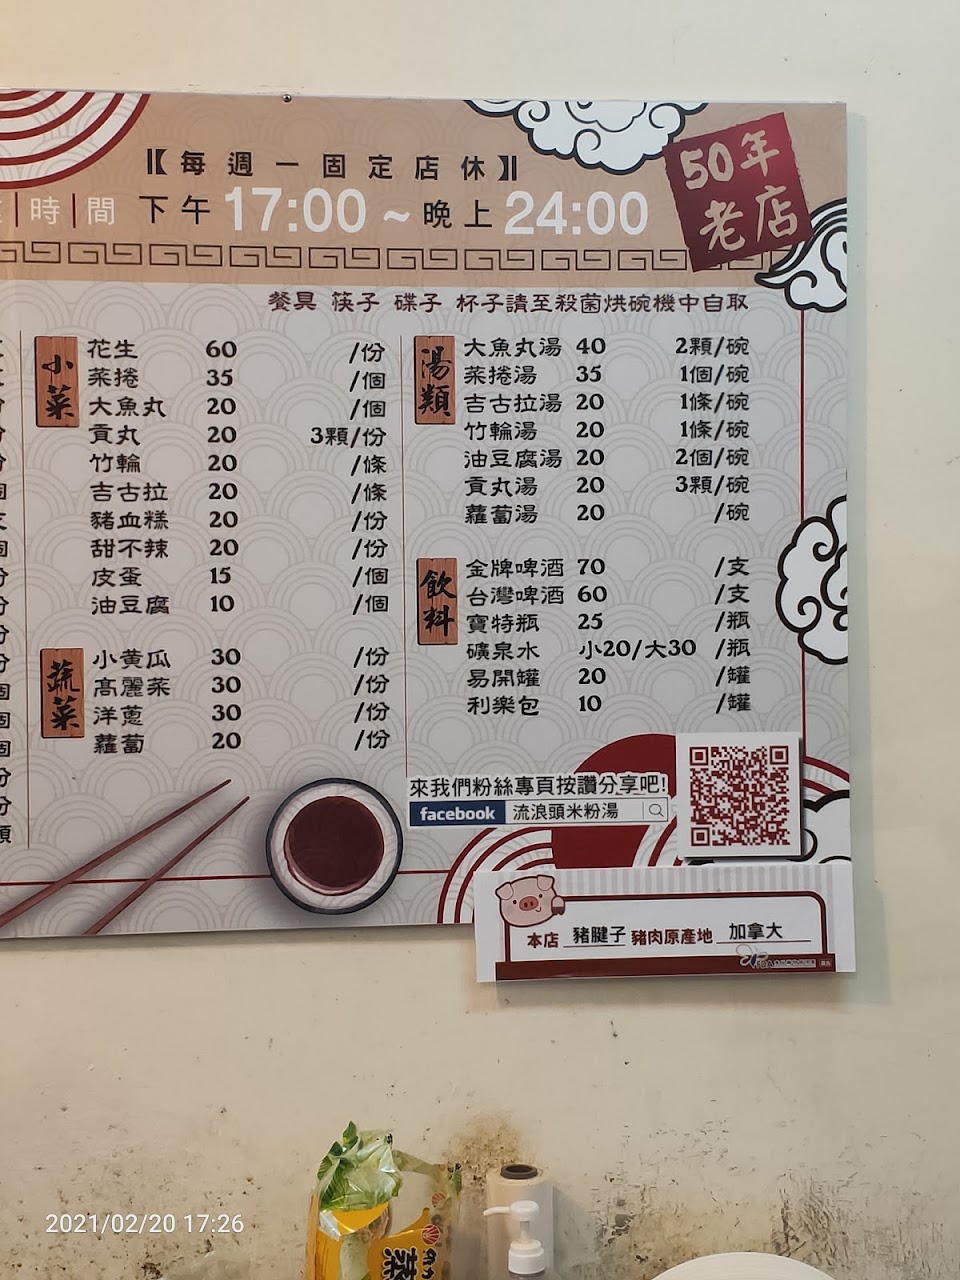 【每週一固定店休】
時間 下午 17:00 ~ 晚上 24:00
50年
老店
餐具 筷子 碟子 杯子請至殺菌烘碗機中自取
小菜
花生 60 /份
菜捲 35 /個
大魚丸 20 /個
貢丸 20 3顆/份
竹輪 20 /條
吉古拉 20 /條
豬血糕 20 /份
甜不辣 20 /份
皮蛋 15 /個
油豆腐 10 /個
蔬菜
小黃瓜 30 /份
高麗菜 30 /份
洋蔥 30 /份
蘿蔔 20 /份
湯類
大魚丸湯 40 2顆/碗
菜捲湯 35 1個/碗
吉古拉湯 20 1條/碗
竹輪湯 20 1條/碗
油豆腐湯 20 2個/碗
貢丸湯 20 3顆/碗
蘿蔔湯 20 /碗
飲料
金牌啤酒 70 /支
台灣啤酒 60 /支
寶特瓶 25 /瓶
礦泉水 小20/大30 /瓶
易開罐 20 /罐
利樂包 10 /罐
來我們粉絲專頁按讚分享吧!
facebook 流浪頭米粉湯
本店 豬腱子 豬肉原產地 加拿大
2021/02/20 17:26